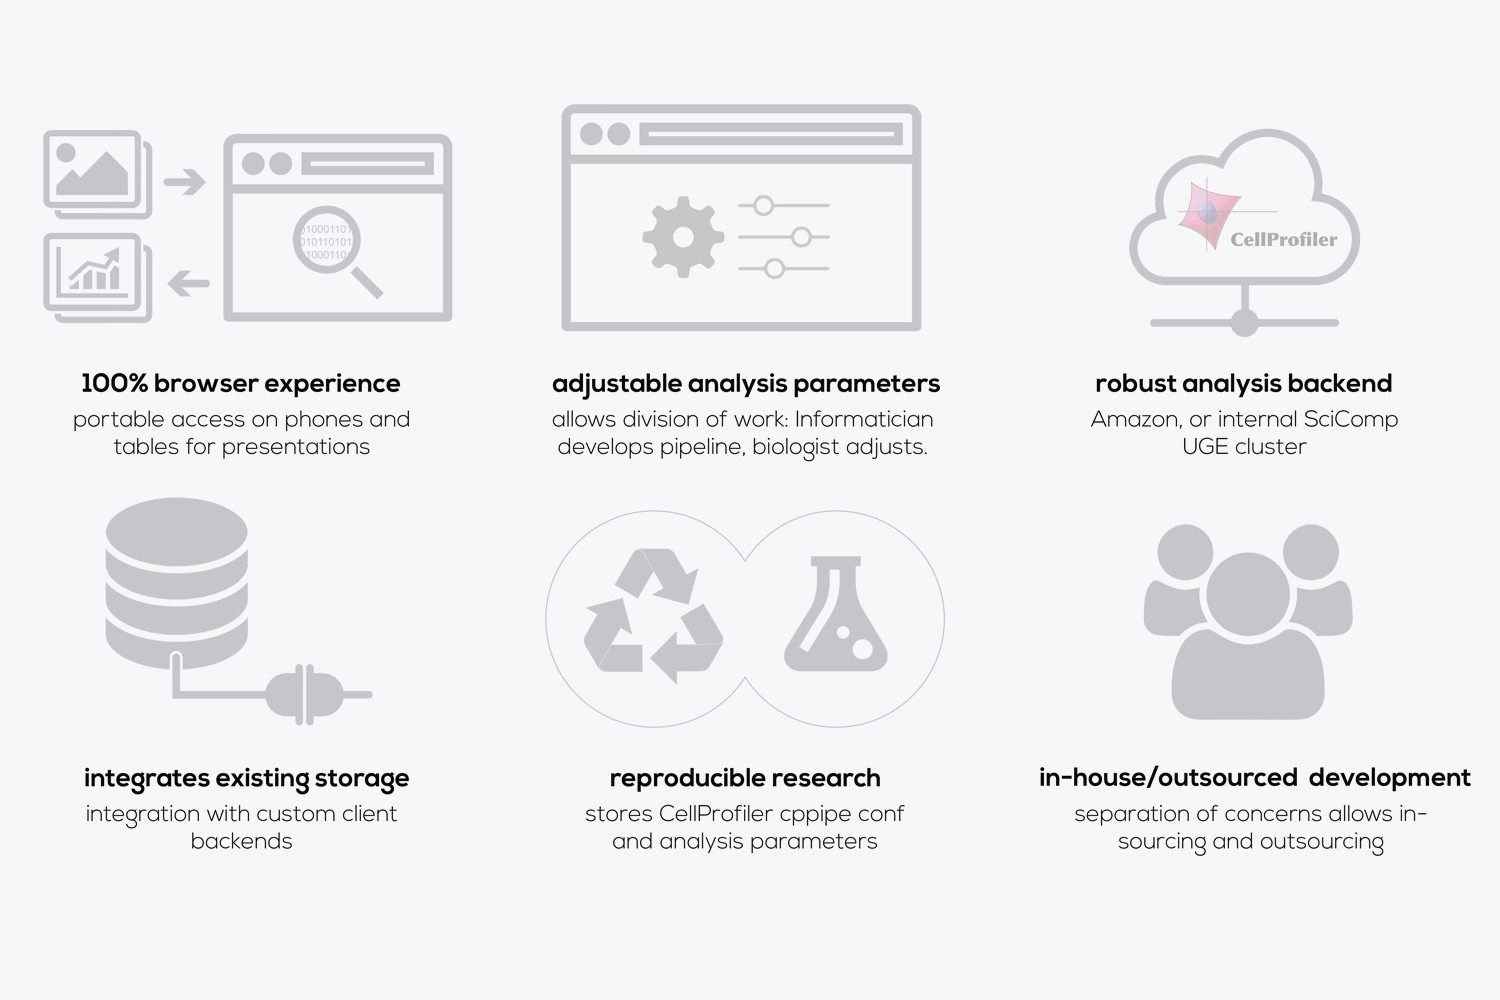 01000110
010110101
1000110
CellProfiler
100% browser experience
portable access on phones and
tables for presentations
adjustable analysis parameters
allows division of work: Informatician
develops pipeline, biologist adjusts.
robust analysis backend
Amazon, or internal SciComp
UGE cluster
integrates existing storage
integration with custom client
backends
reproducible research
stores CellProfiler cppipe conf
and analysis parameters
in-house/outsourced  development
separation of concerns allows in-
sourcing and outsourcing